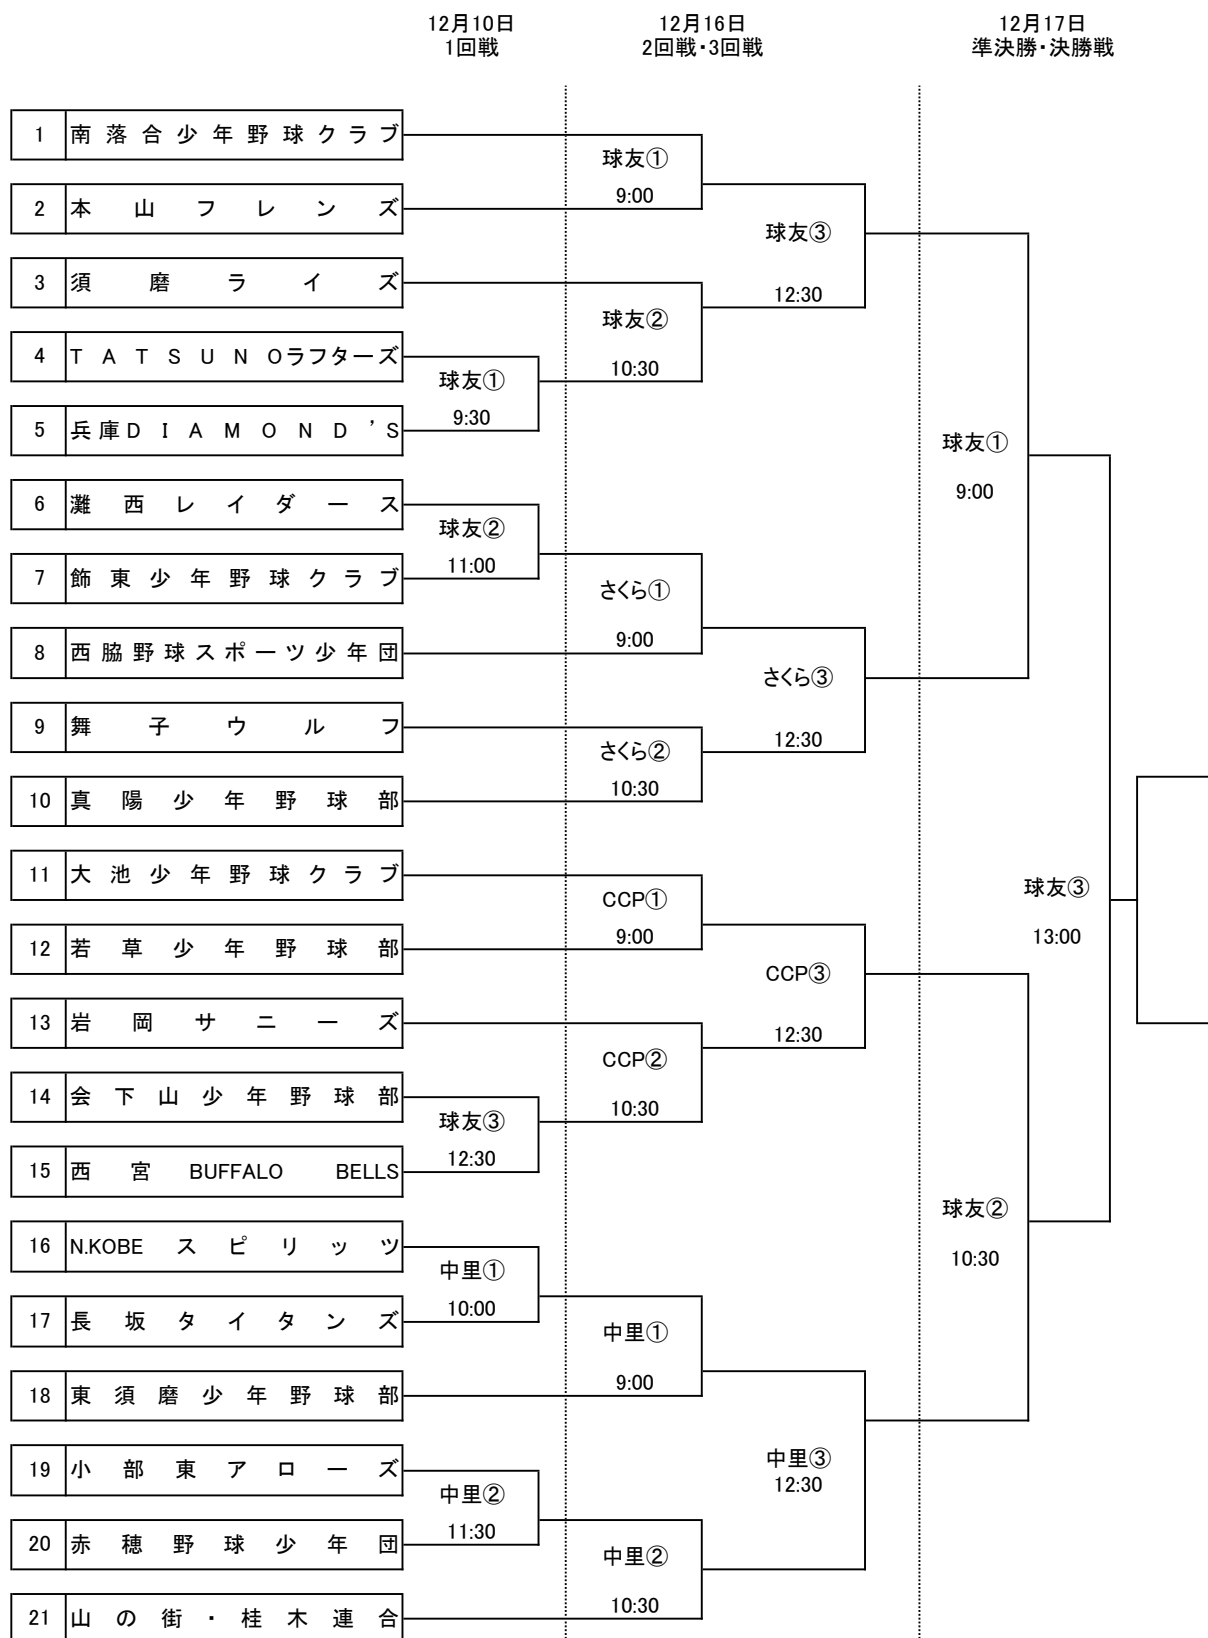 12月10日
1回戦
12月16日
2回戦・3回戦
12月17日
準決勝・決勝戦
1 南落合少年野球クラブ
球友①
9:00
2 本山フレンズ
球友③
12:30
3 須磨ライズ
球友②
10:30
4 TATSUNOラフターズ
球友①
9:30
5 兵庫DIAMOND'S
球友①
9:00
6 灘西レイダース
球友②
11:00
7 飾東少年野球クラブ
さくら①
9:00
8 西脇野球スポーツ少年団
さくら③
12:30
9 舞子ウルフ
さくら②
10:30
10 真陽少年野球部
11 大池少年野球クラブ
CCP①
9:00
球友③
13:00
12 若草少年野球部
CCP③
12:30
13 岩岡サニーズ
CCP②
10:30
14 会下山少年野球部
球友③
12:30
15 西宮BUFFALO BELLS
球友②
10:30
16 N.KOBEスピリッツ
中里①
10:00
17 長坂タイタンズ
中里①
9:00
18 東須磨少年野球部
中里③
12:30
19 小部東アローズ
中里②
11:30
20 赤穂野球少年団
中里②
10:30
21 山の街・桂木連合